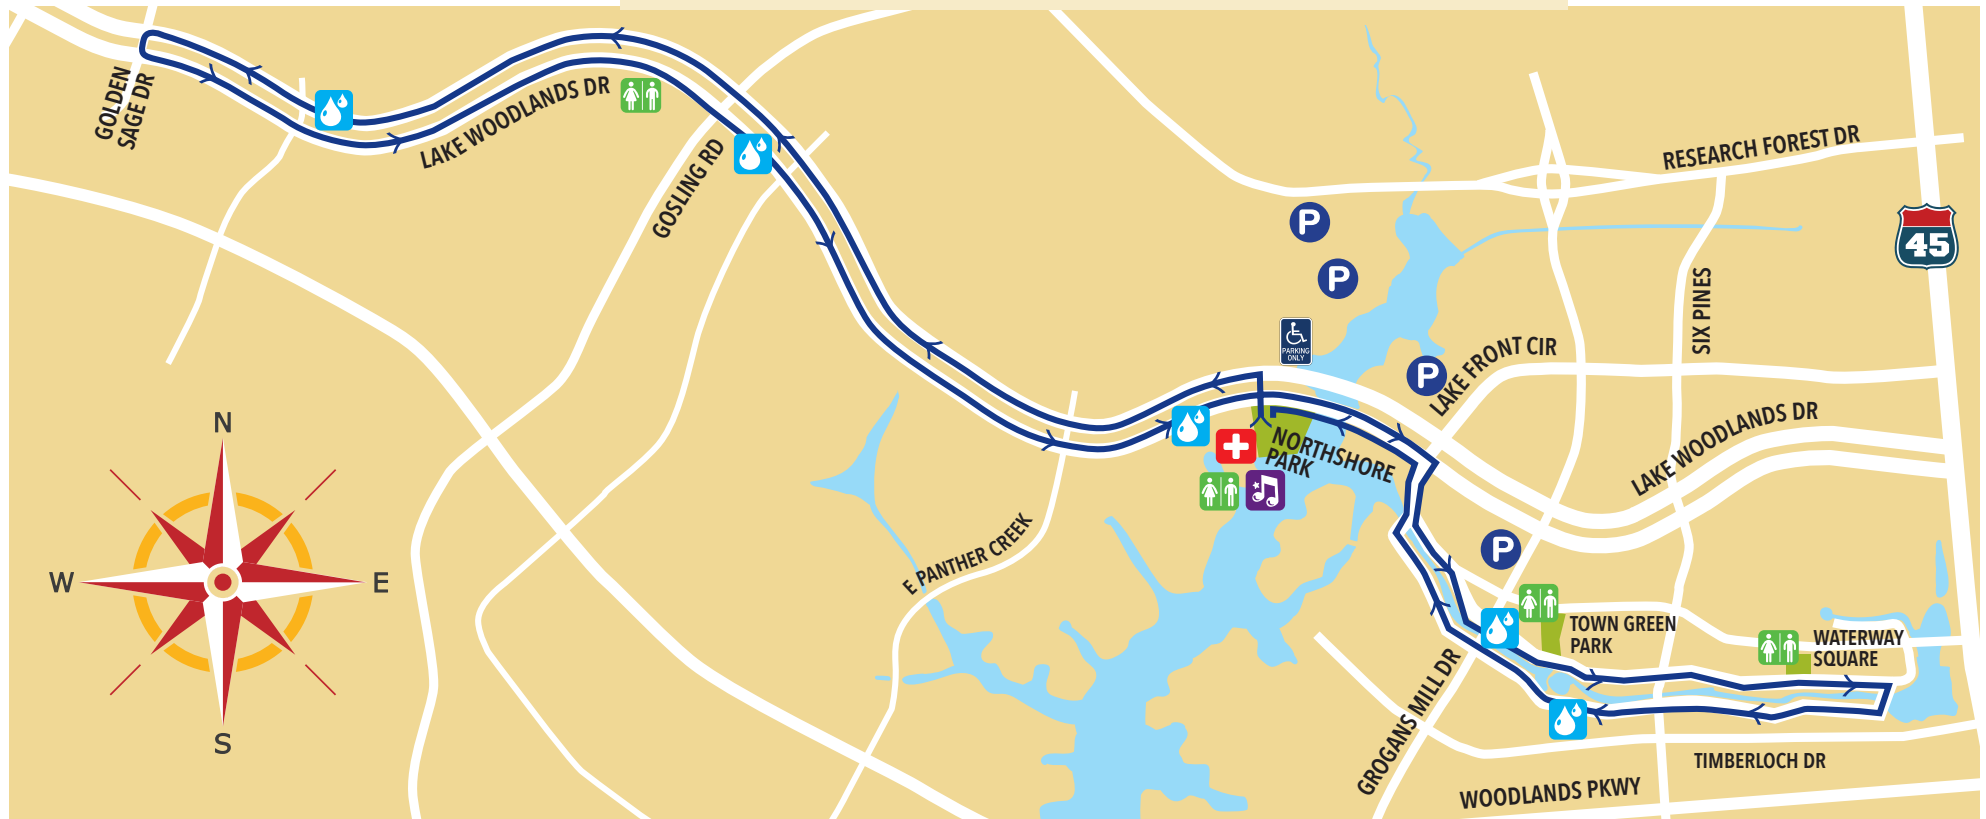 GOLDEN
SAGE DR
LAKE WOODLANDS DR
GOSLING RD
RESEARCH FOREST DR
P
P
45
SIX PINES
PARKING
ONLY
LAKE FRONT CIR
P
LAKE WOODLANDS DR
NORTHSHORE
PARK
E PANTHER CREEK
P
N
W
E
S
TOWN GREEN
PARK
WATERWAY
SQUARE
GROGANS MILL DR
TIMBERLOCH DR
WOODLANDS PKWY